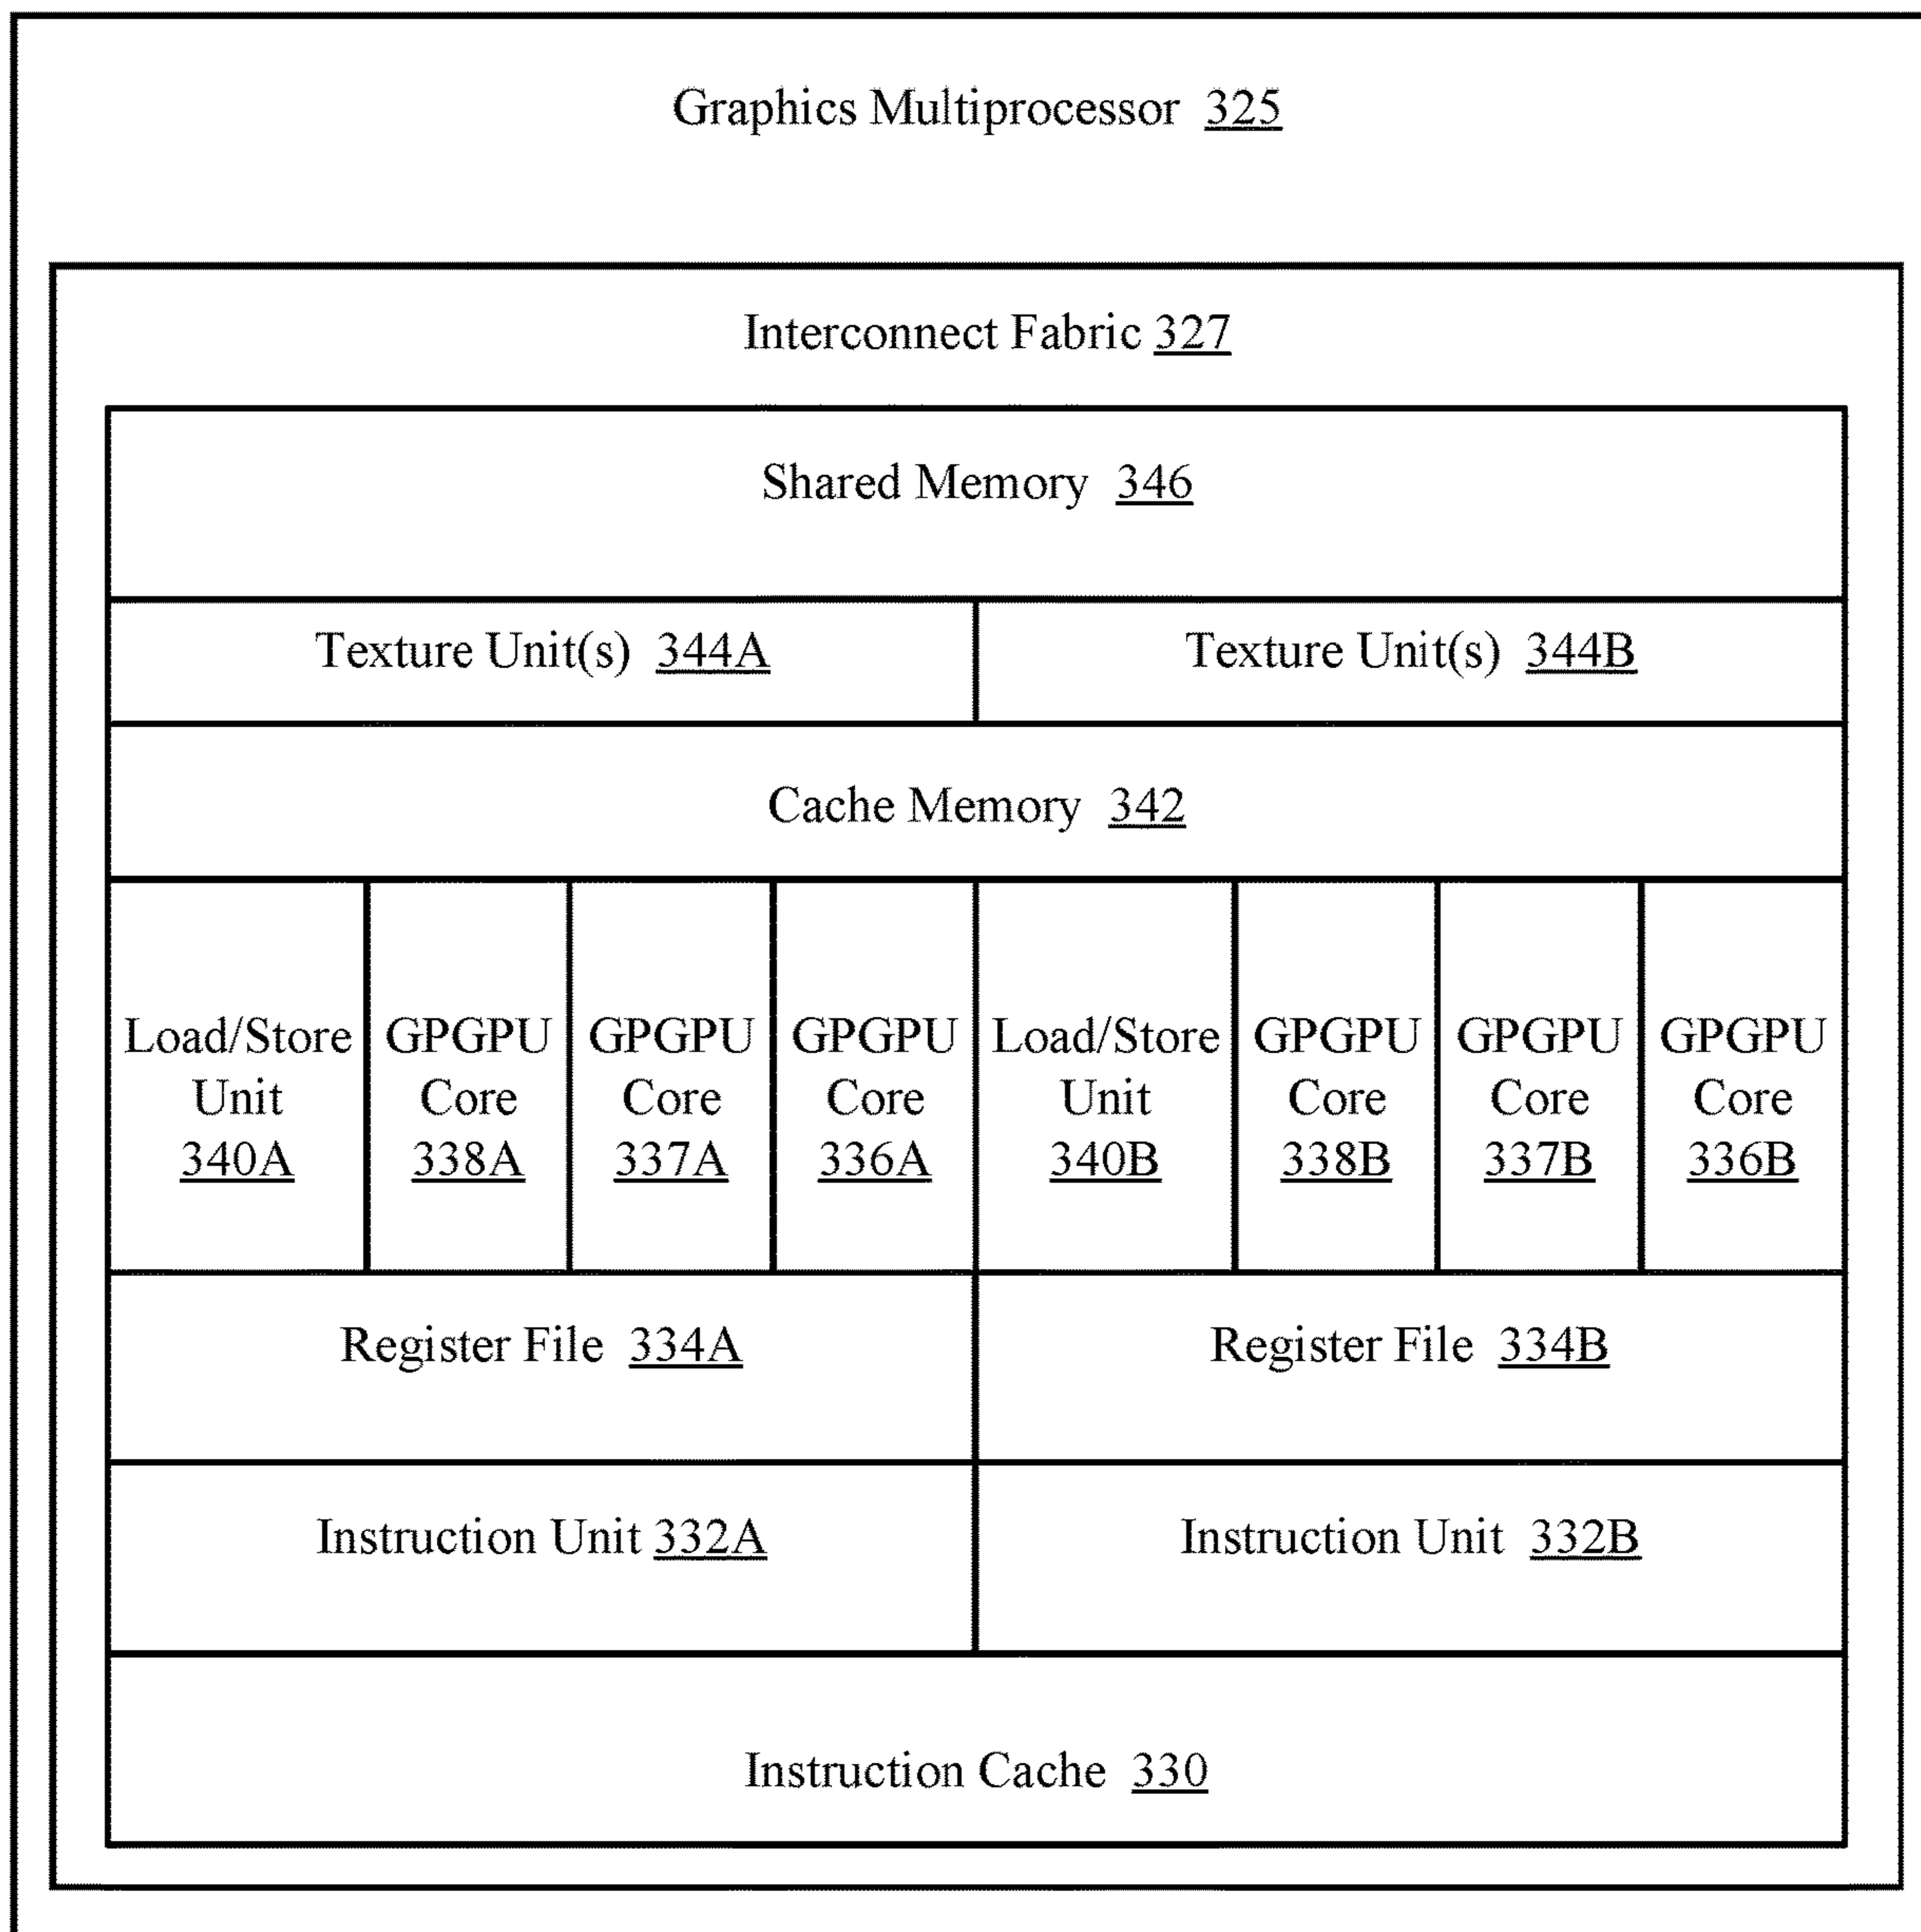 Graphics Multiprocessor 325
Interconnect Fabric 327
Shared Memory 346
Texture Unit(s) 344A
Texture Unit(s) 344B
Cache Memory 342
Load/Store
Unit
340A
GPGPU
Core
338A
GPGPU
Core
337A
GPGPU
Core
336A
Load/Store
Unit
340B
GPGPU
Core
338B
GPGPU
Core
337B
GPGPU
Core
336B
Register File 334A
Register File 334B
Instruction Unit 332A
Instruction Unit 332B
Instruction Cache 330